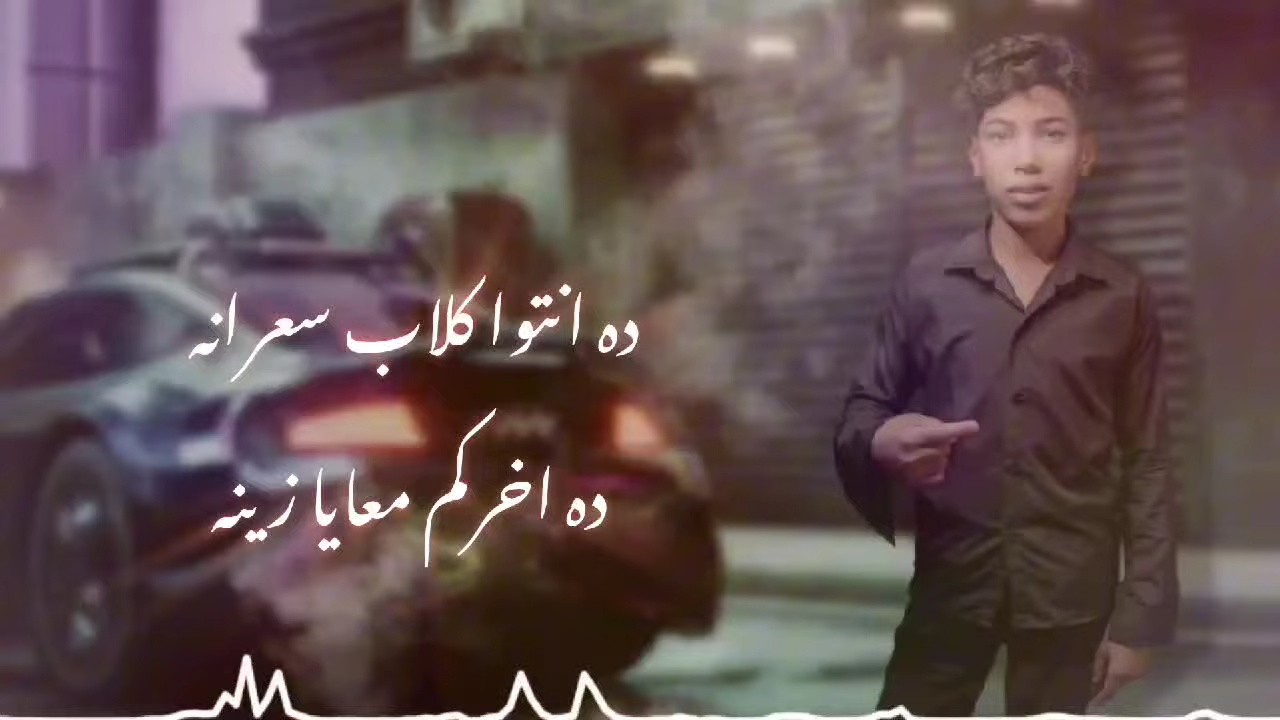 ده انتوا كلاب سعرانه
ده اخركم معايا زينه